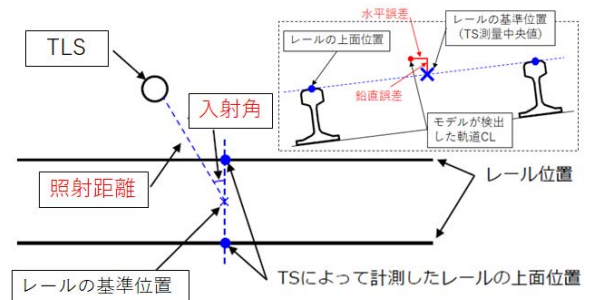 TLS
入射角
照射距離
レールの基準位置
TSによって計測したレールの上面位置
レール位置
水平誤差
レールの上面位置
レールの基準位置
(TS測量中央値)
鉛直誤差
モデルが検出
した軌道CL